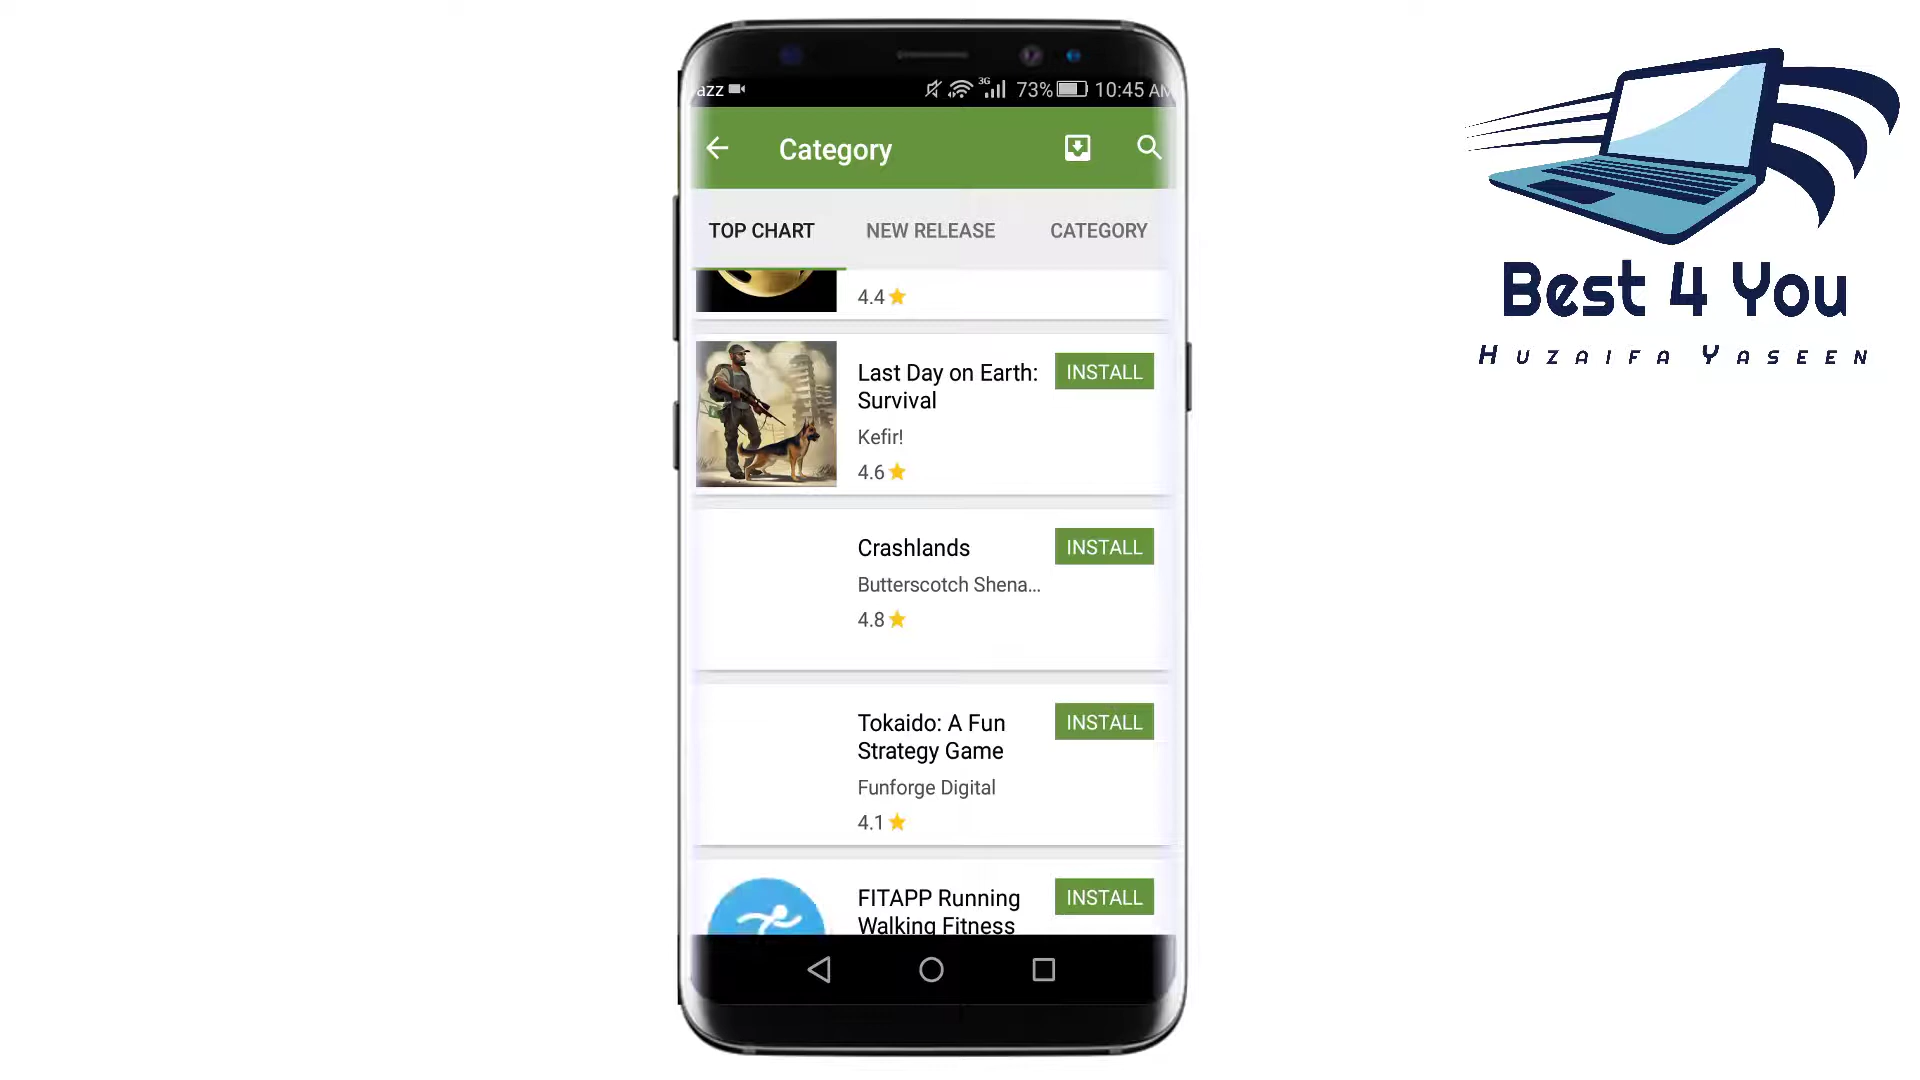 azz
3G
73%
10:45 AM
Category
TOP CHART
NEW RELEASE
CATEGORY
4.4
Last Day on Earth:
Survival
INSTALL
Kefir!
4.6
Crashlands
INSTALL
Butterscotch Shena...
4.8
Tokaido: A Fun
Strategy Game
INSTALL
Funforge Digital
4.1
FITAPP Running
Walking Fitness
INSTALL
Best 4 You
Huzaifa Yaseen